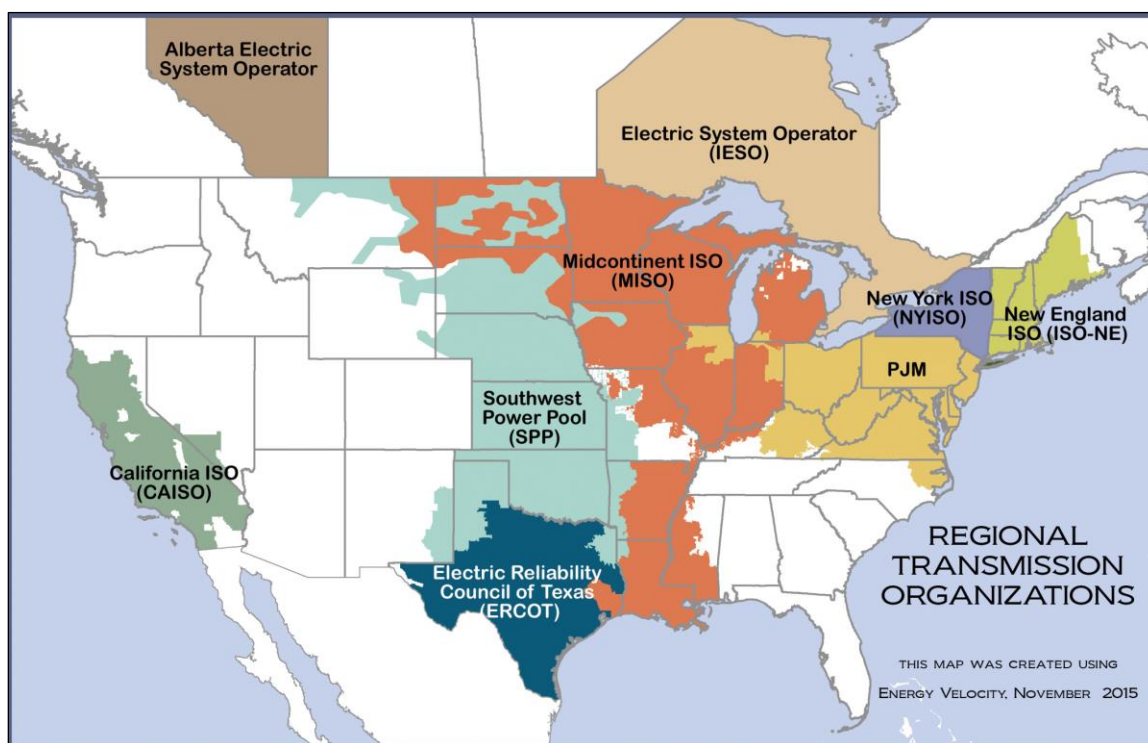 Alberta Electric
System Operator
Electric System Operator
(IESO)
Midcontinent ISO
(MISO)
New York ISO
(NYISO)
New England
ISO (ISO-NE)
PJM
Southwest
Power Pool
(SPP)
California ISO
(CAISO)
Electric Reliability
Council of Texas
(ERCOT)
REGIONAL
TRANSMISSION
ORGANIZATIONS
THIS MAP WAS CREATED USING
ENERGY VELOCITY, NOVEMBER 2015